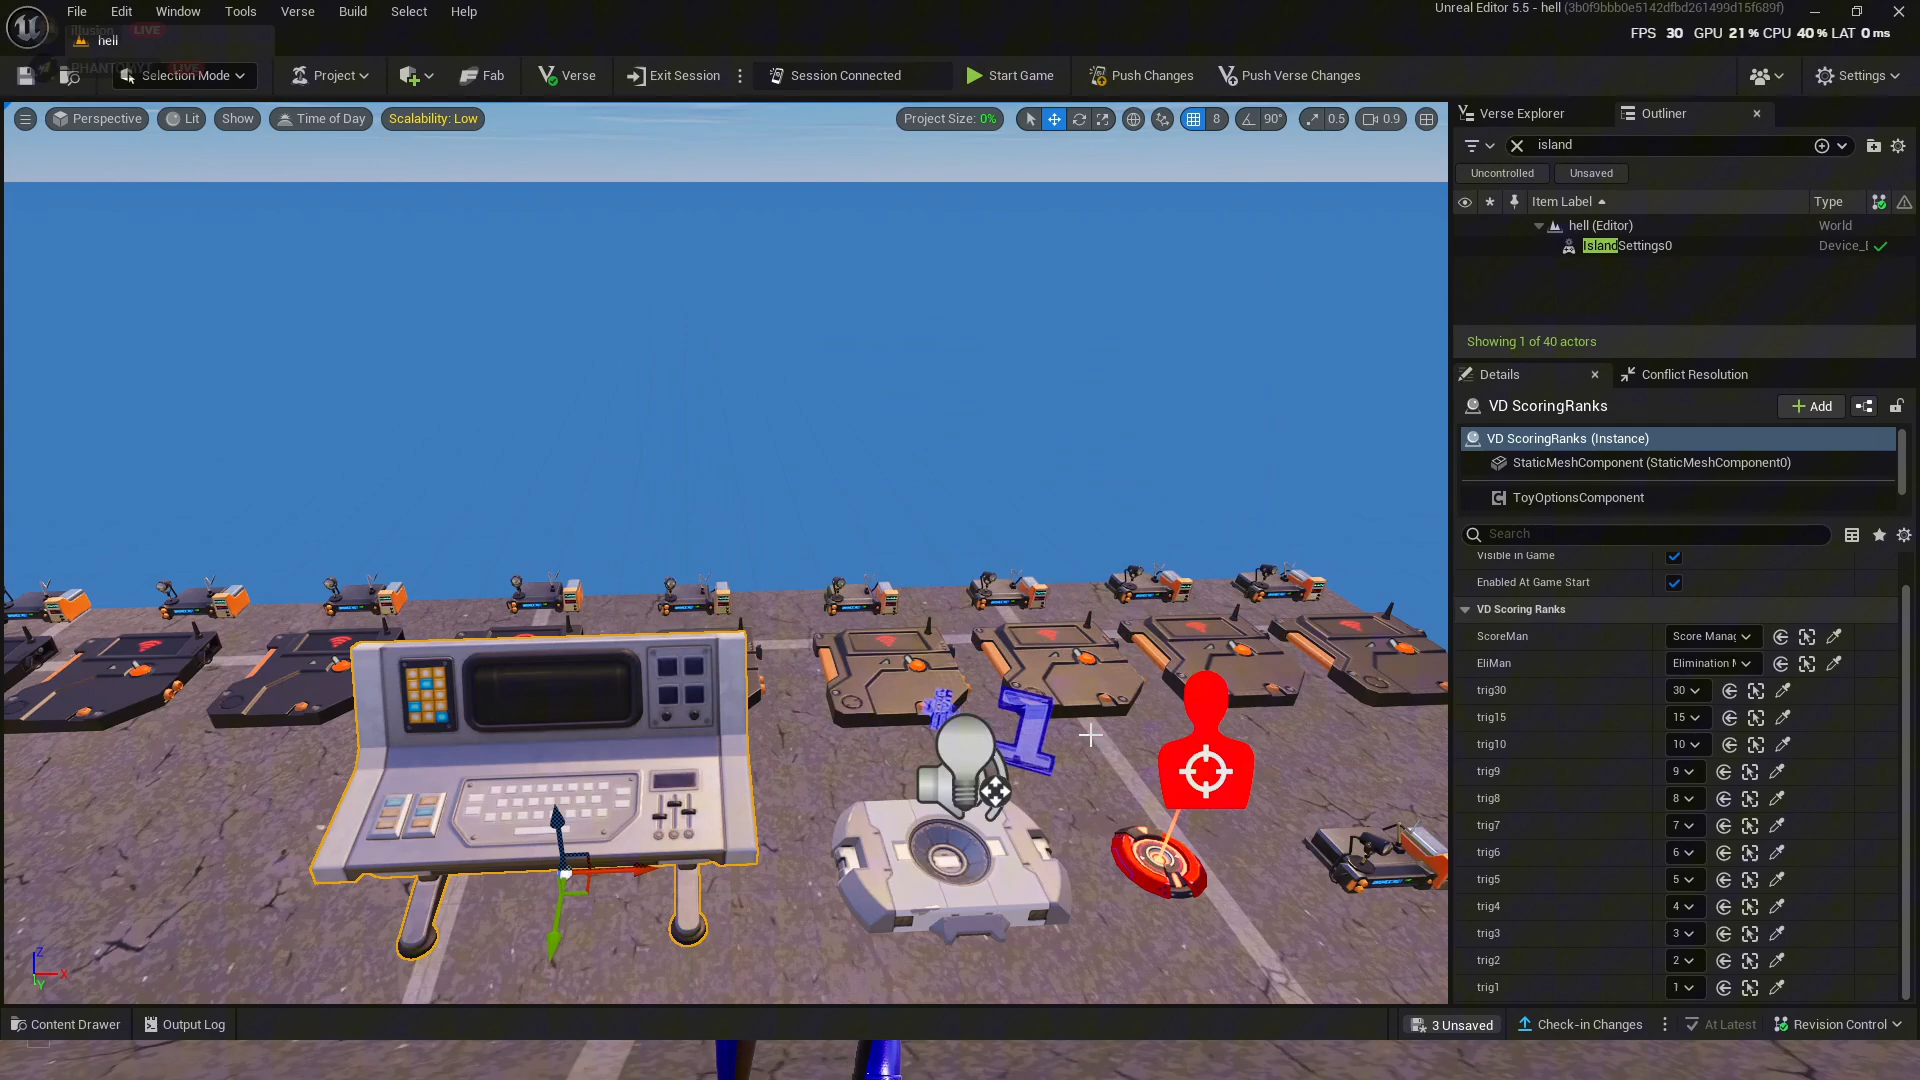 File Edit Window Tools Verse Build Select Help
Unreal Editor 5.5 - hell (3b0f9bbb0e5142dfbd261499d15f689f)
illusion LIVE
hell
FPS 30 GPU 21 % CPU 40 % LAT 0 ms
PHANTOMYT LIVE
Selection Mode Project Fab Verse Exit Session Session Connected Start Game Push Changes Push Verse Changes Settings
Perspective Lit Show Time of Day Scalability: Low Project Size: 0% 8 90° 0.5 0.9
Verse Explorer Outliner
island
Uncontrolled Unsaved
Item Label Type
hell (Editor) World
IslandSettings0 Device_E
Showing 1 of 40 actors
Details Conflict Resolution
VD ScoringRanks Add
VD ScoringRanks (Instance)
StaticMeshComponent (StaticMeshComponent0)
ToyOptionsComponent
Search
Visible in Game
Enabled At Game Start
VD Scoring Ranks
ScoreMan Score Manag
EliMan Elimination M
trig30 30
trig15 15
trig10 10
trig9 9
trig8 8
trig7 7
trig6 6
trig5 5
trig4 4
trig3 3
trig2 2
trig1 1
# 1
Z X Y
Content Drawer Output Log 3 Unsaved Check-in Changes At Latest Revision Control